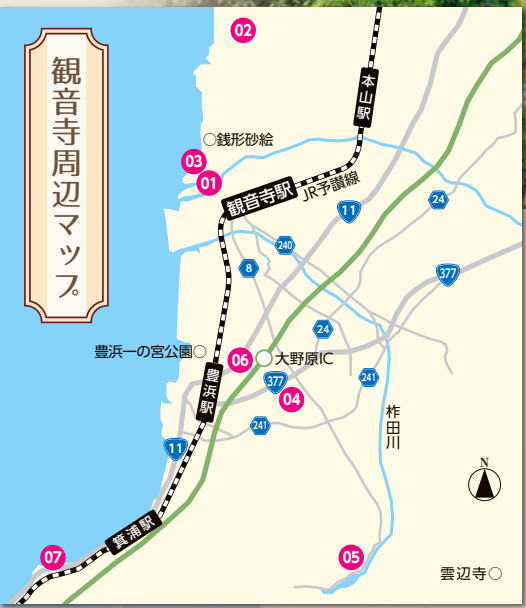 観音寺周辺マップ
02
本山駅
銭形砂絵
03
01
観音寺駅
JR予讃線
11
24
240
8
377
24
豊浜一の宮公園
06
大野原IC
豊浜駅
377
04
241
241
柞田川
11
N
箕浦駅
07
05
雲辺寺